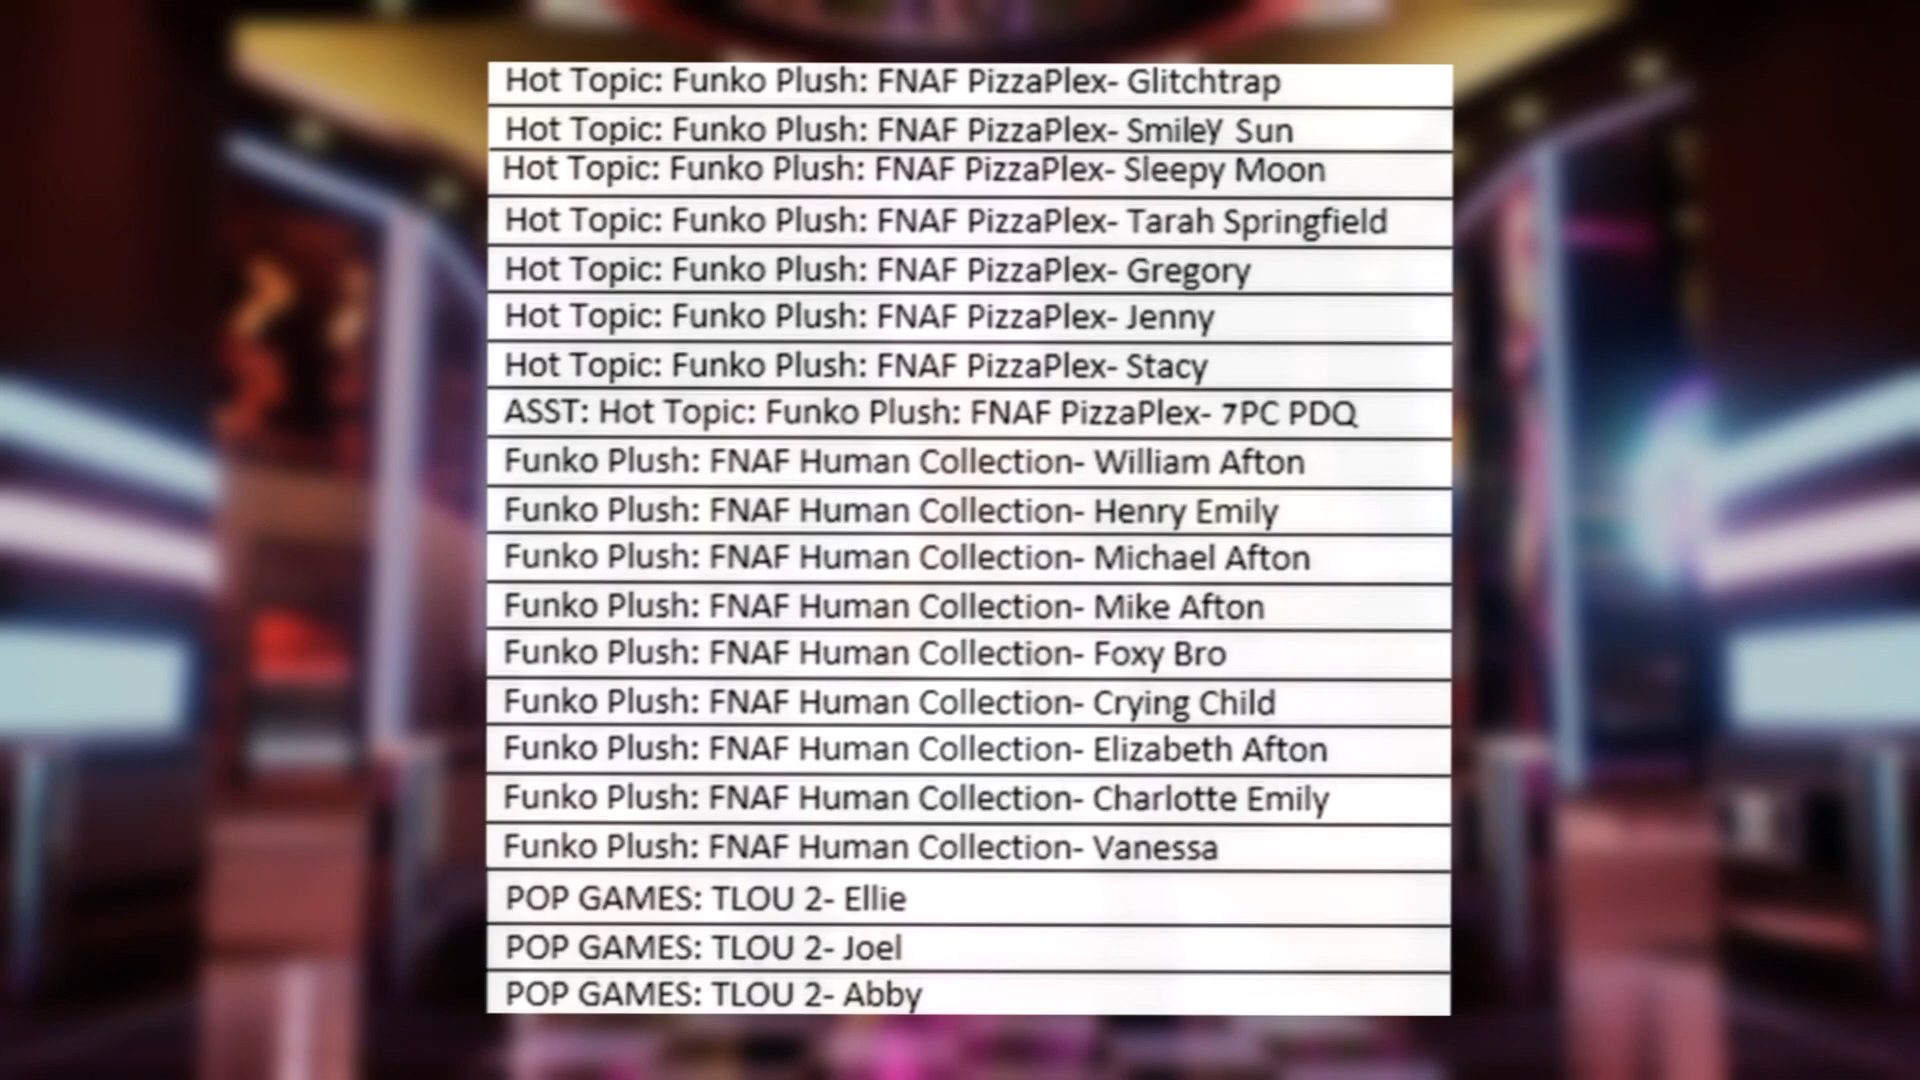 Hot Topic: Funko Plush: FNAF PizzaPlex- Glitchtrap
Hot Topic: Funko Plush: FNAF PizzaPlex- SmileY Sun
Hot Topic: Funko Plush: FNAF PizzaPlex- Sleepy Moon
Hot Topic: Funko Plush: FNAF PizzaPlex- Tarah Springfield
Hot Topic: Funko Plush: FNAF PizzaPlex- Gregory
Hot Topic: Funko Plush: FNAF PizzaPlex- Jenny
Hot Topic: Funko Plush: FNAF PizzaPlex- Stacy
ASST: Hot Topic: Funko Plush: FNAF PizzaPlex- 7PC PDQ
Funko Plush: FNAF Human Collection- William Afton
Funko Plush: FNAF Human Collection- Henry Emily
Funko Plush: FNAF Human Collection- Michael Afton
Funko Plush: FNAF Human Collection- Mike Afton
Funko Plush: FNAF Human Collection- Foxy Bro
Funko Plush: FNAF Human Collection- Crying Child
Funko Plush: FNAF Human Collection- Elizabeth Afton
Funko Plush: FNAF Human Collection- Charlotte Emily
Funko Plush: FNAF Human Collection- Vanessa
POP GAMES: TLOU 2- Ellie
POP GAMES: TLOU 2- Joel
POP GAMES: TLOU 2- Abby